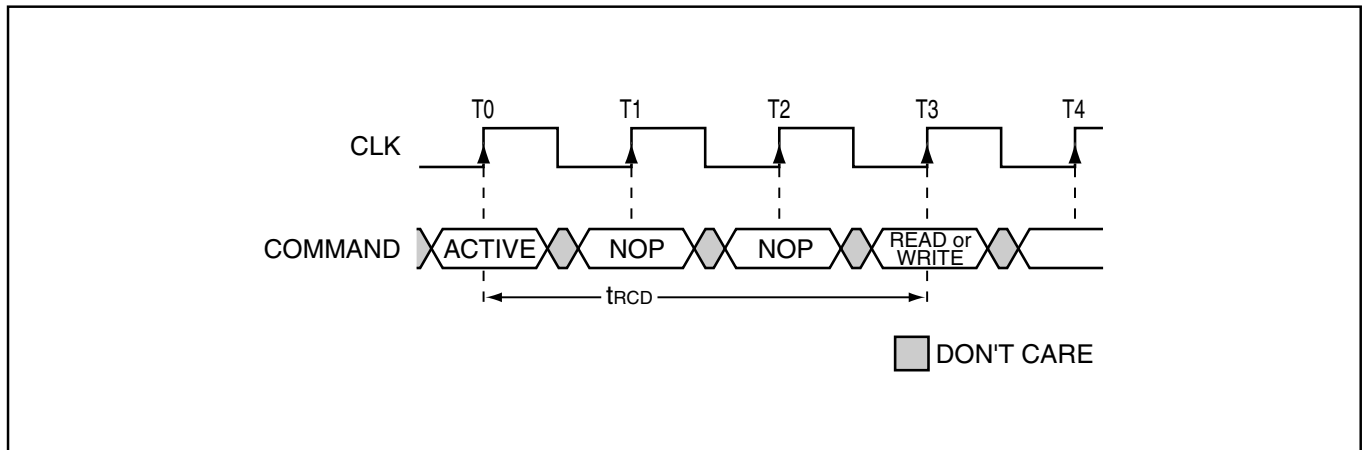 T0 T1 T2 T3 T4
CLK
COMMAND ACTIVE NOP NOP READ or
WRITE
tRCD
DON'T CARE